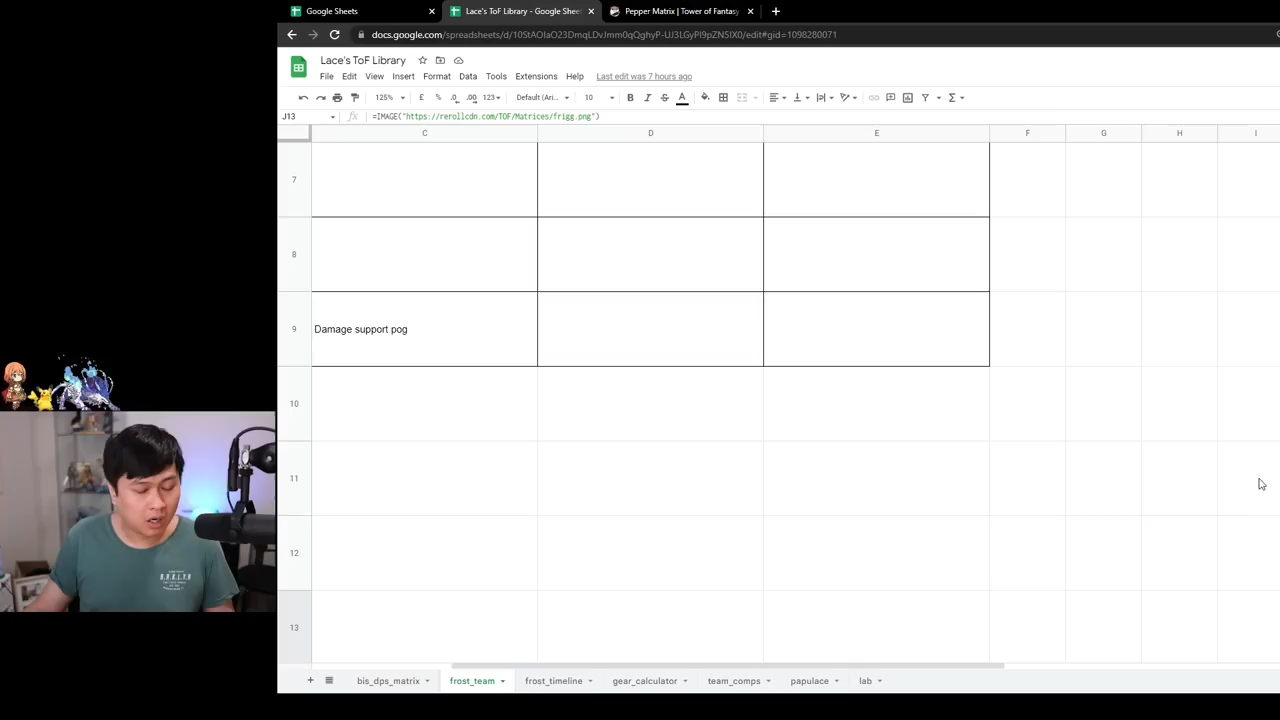 Google Sheets
Lace's ToF Library - Google Shee
Pepper Matrix | Tower of Fantasy
docs.google.com/spreadsheets/d/10StAOIaO23DmqLDvJmm0qQghyP-UJ3LGyPl9pZN5IX0/edit#gid=1098280071
Lace's ToF Library
File Edit View Insert Format Data Tools Extensions Help Last edit was 7 hours ago
125% £ % .0 .00 123 Default (Ari... 10 B I S A Σ
J13 fx =IMAGE("https://rerollcdn.com/TOF/Matrices/frigg.png")
C D E F G H I
7
8
9 Damage support pog
10
11
12
13
bis_dps_matrix frost_team frost_timeline gear_calculator team_comps papulace lab